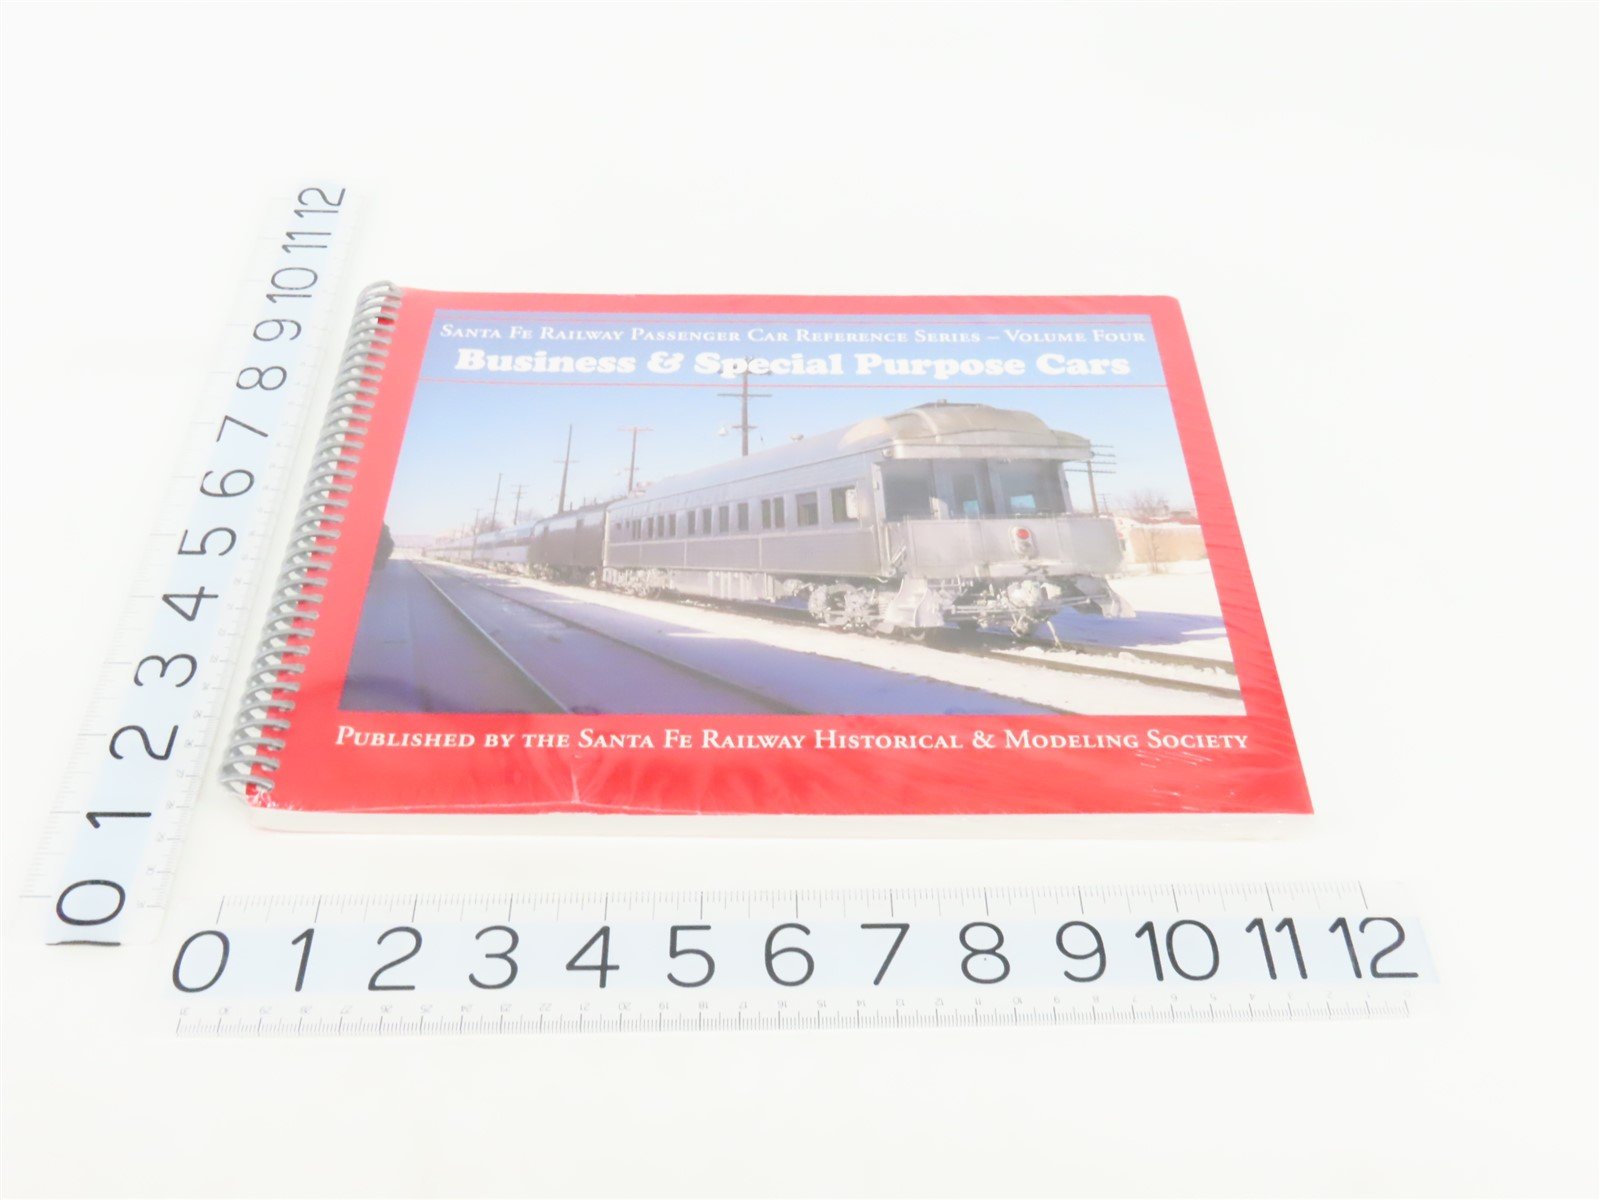 Santa Fe Railway Passenger Car Reference Series – Volume Four
Business & Special Purpose Cars
Published by the Santa Fe Railway Historical & Modeling Society
0 1 2 3 4 5 6 7 8 9 10 11 12
0 1 2 3 4 5 6 7 8 9 10 11 12